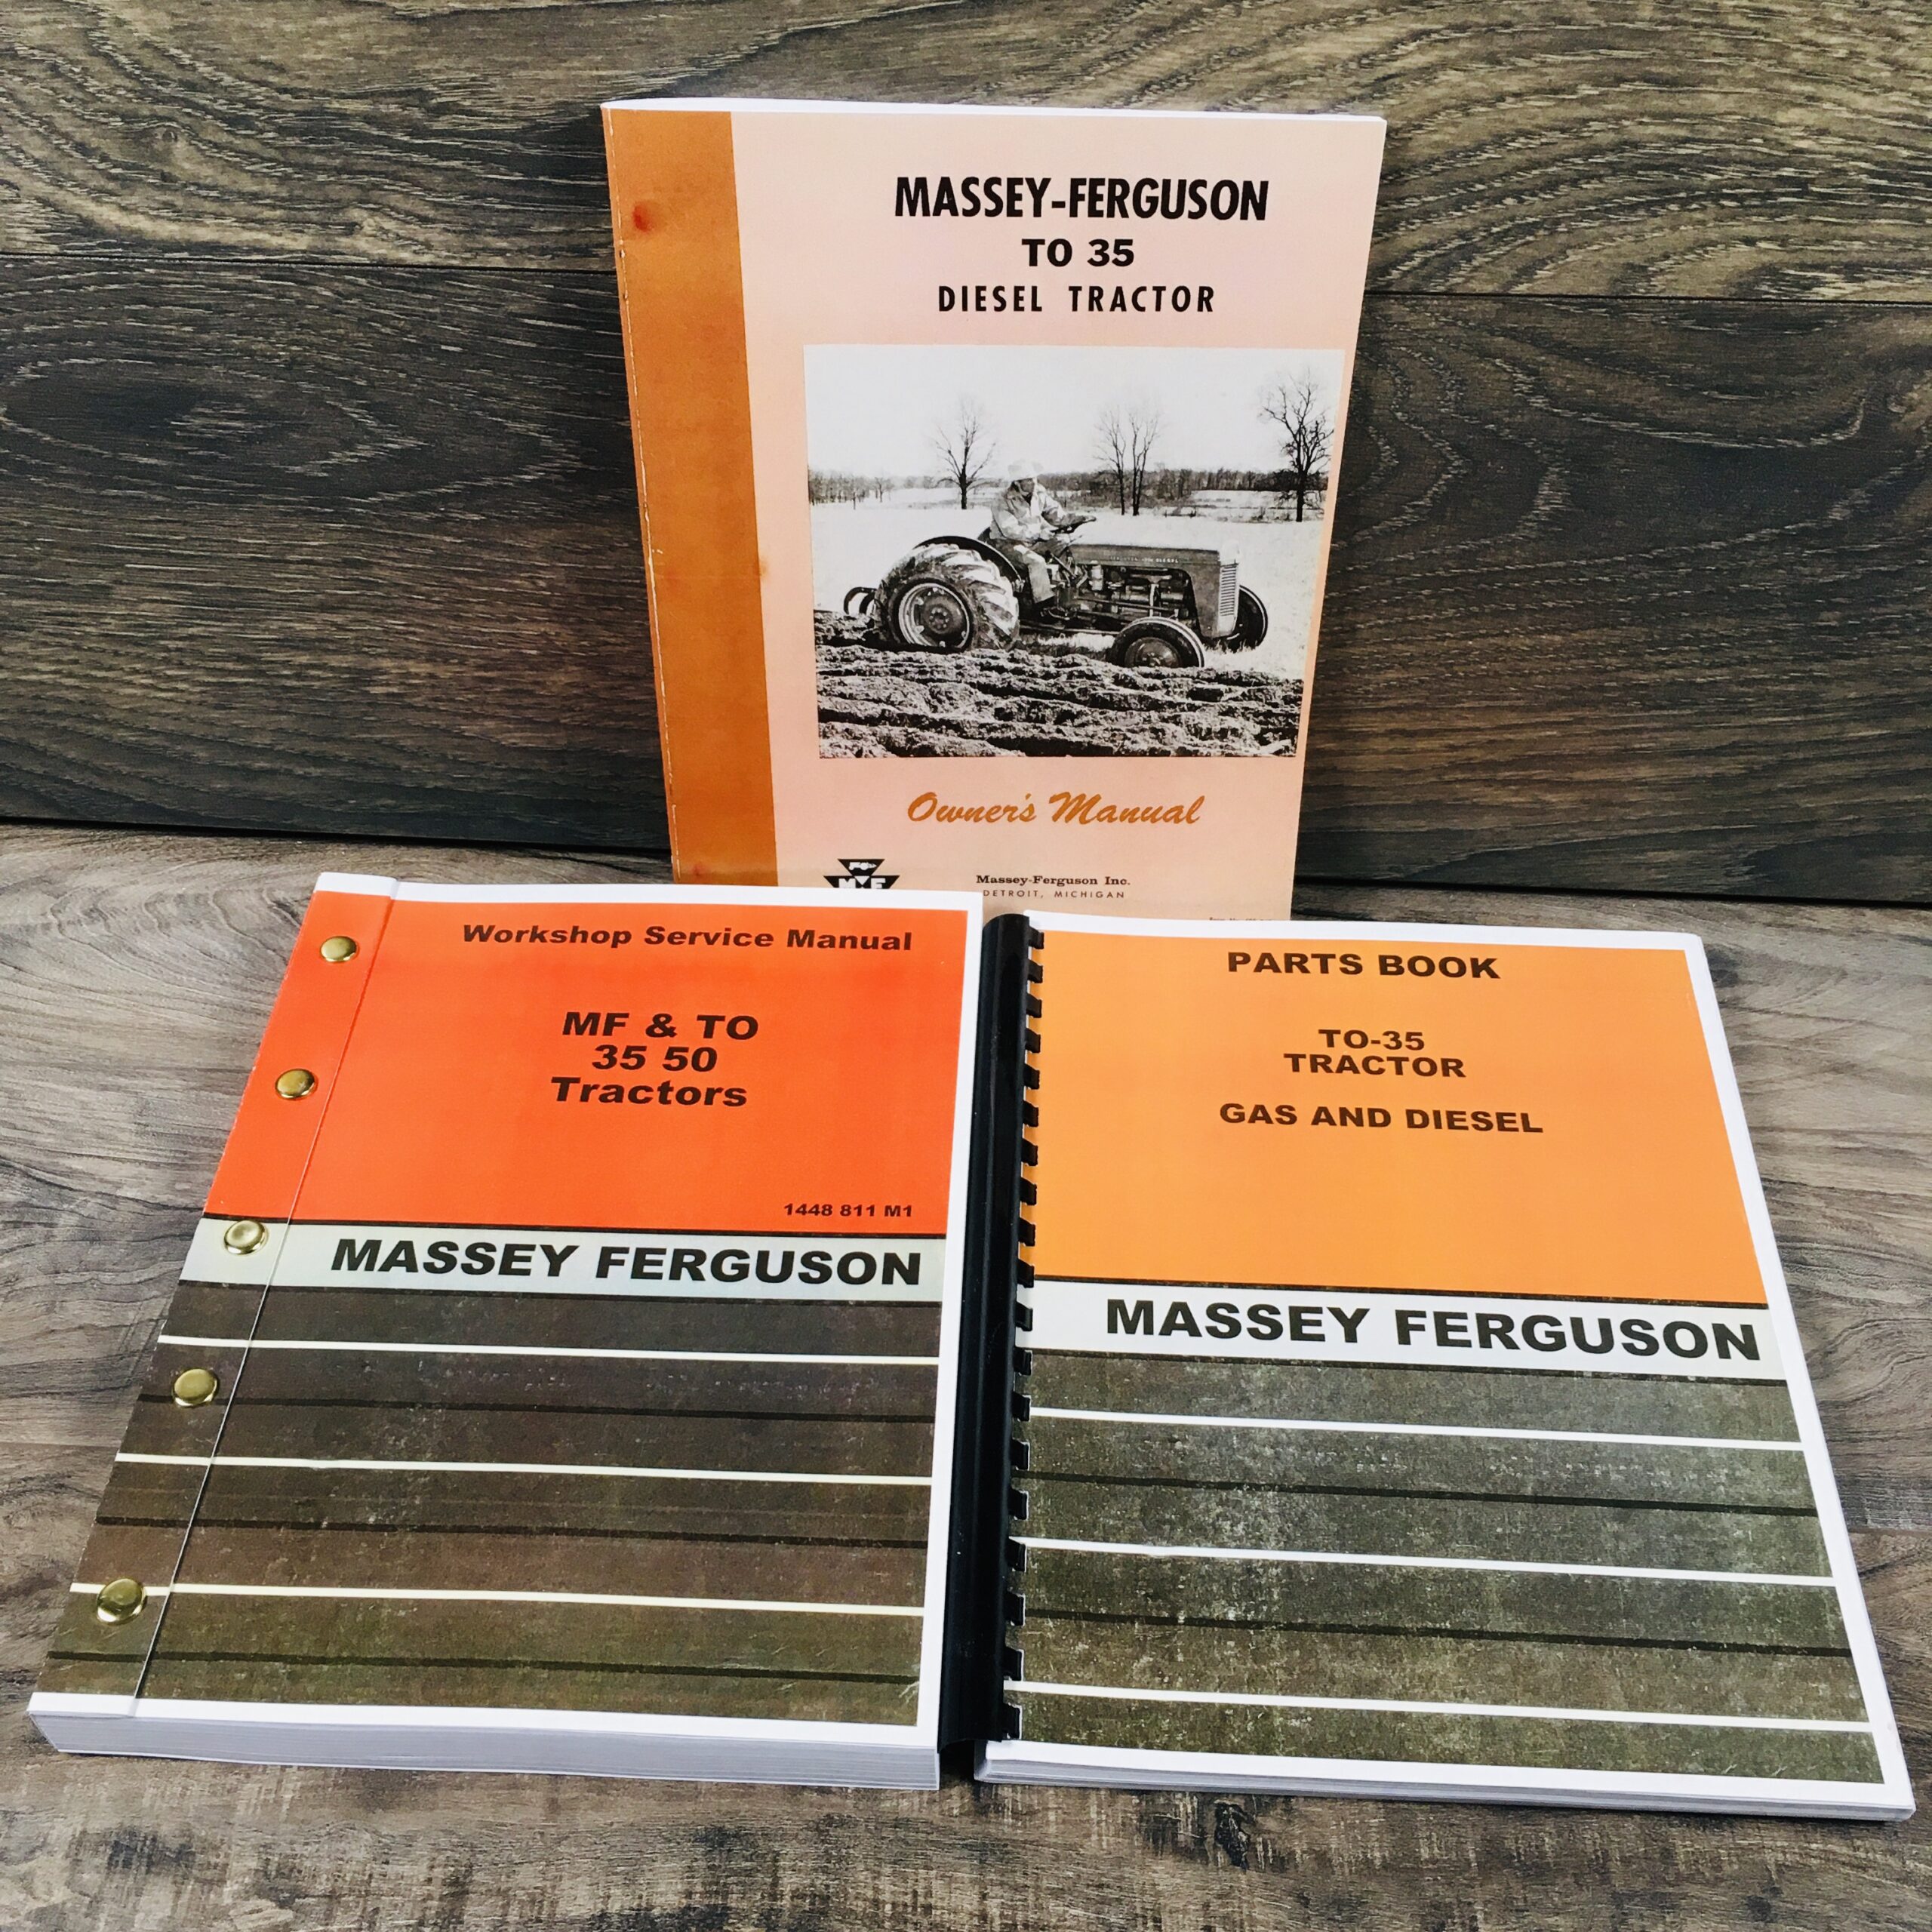 MASSEY-FERGUSON
TO 35
DIESEL TRACTOR
Owner's Manual
MF
Massey-Ferguson Inc.
DETROIT, MICHIGAN
Workshop Service Manual
MF & TO
35 50
Tractors
1448 811 M1
MASSEY FERGUSON
PARTS BOOK
TO-35
TRACTOR
GAS AND DIESEL
MASSEY FERGUSON